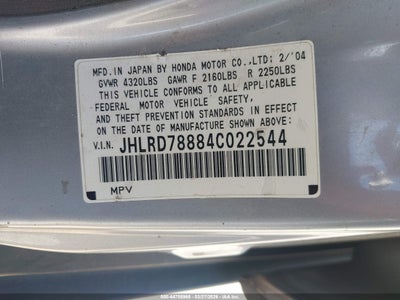 MFD.IN JAPAN BY HONDA MOTOR CO.,LTD; 2/'04
GVWR 4320LBS GAWR F 2160LBS R 2250LBS
THIS VEHICLE CONFORMS TO ALL APPLICABLE
FEDERAL MOTOR VEHICLE SAFETY,
AND THEFT PREVENTION STANDARDS IN EFFECT
ON THE DATE OF MANUFACTURE SHOWN ABOVE.
V.I.N. JHLRD78884C022544
MPV